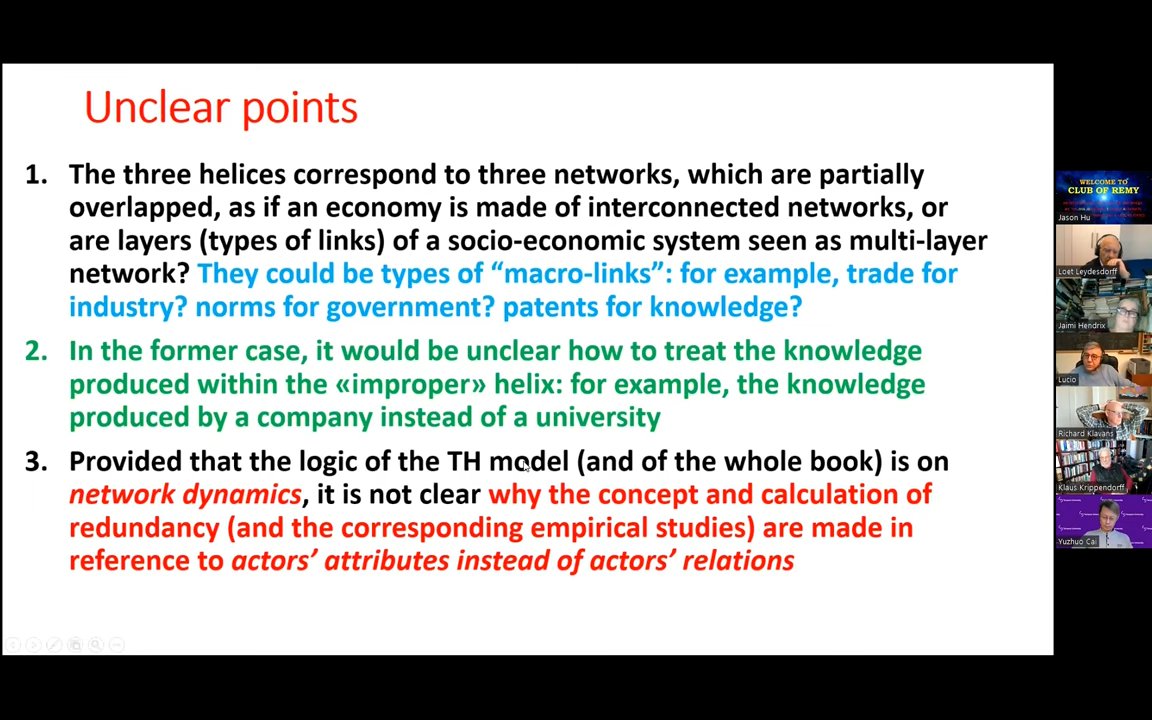 Unclear points
1. The three helices correspond to three networks, which are partially
overlapped, as if an economy is made of interconnected networks, or
are layers (types of links) of a socio-economic system seen as multi-layer
network? They could be types of “macro-links”: for example, trade for
industry? norms for government? patents for knowledge?
2. In the former case, it would be unclear how to treat the knowledge
produced within the «improper» helix: for example, the knowledge
produced by a company instead of a university
3. Provided that the logic of the TH model (and of the whole book) is on
network dynamics, it is not clear why the concept and calculation of
redundancy (and the corresponding empirical studies) are made in
reference to actors’ attributes instead of actors’ relations
WELCOME TO
CLUB OF REMY
Jason Hu
Loet Leydesdorff
Jaimi Hendrix
Lucio
Richard Klavans
Klaus Krippendorff
Yuzhuo Cai